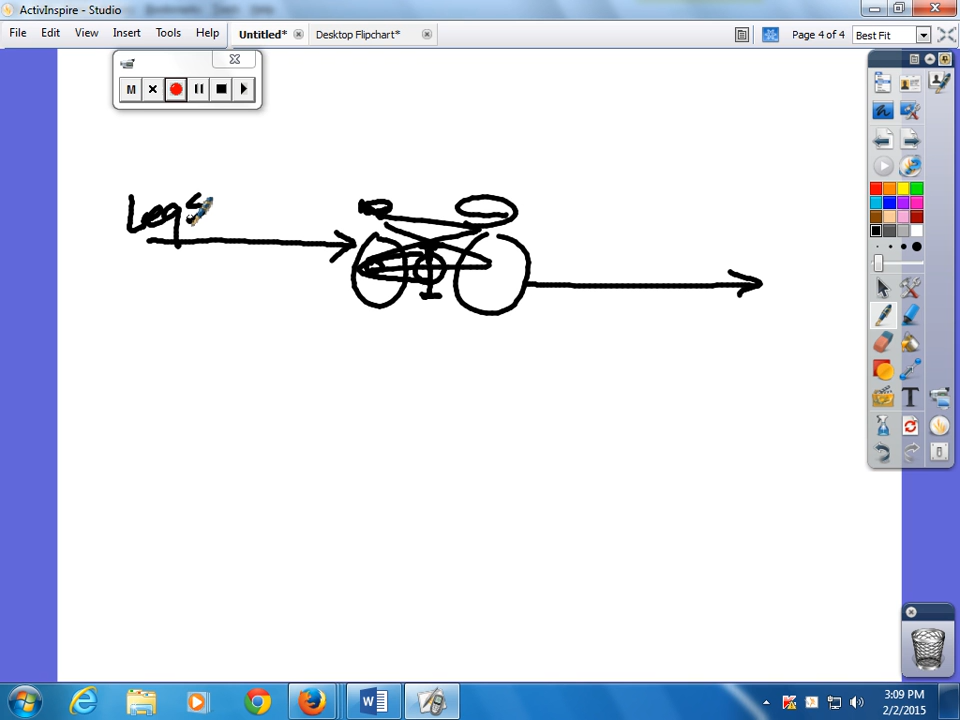 ActivInspire - Studio
File Edit View Insert Tools Help Untitled* Desktop Flipchart* Page 4 of 4 Best Fit
M
Legs
T
W
3:09 PM
2/2/2015